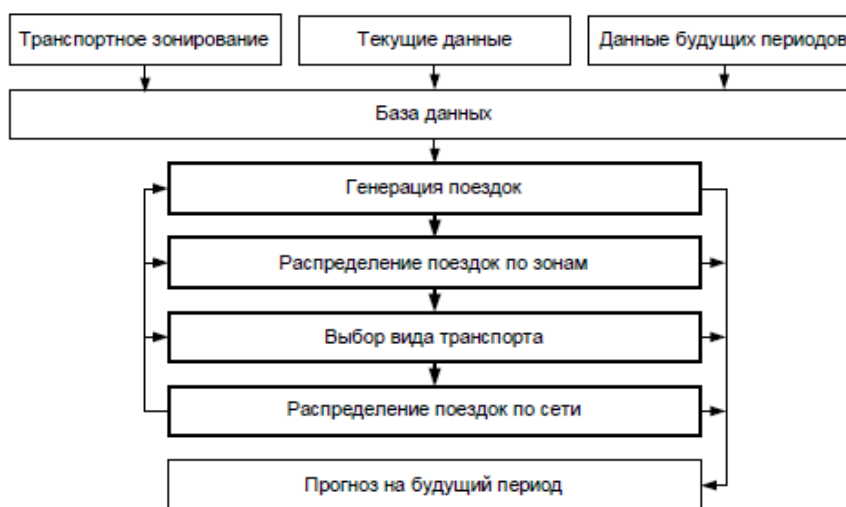 Транспортное зонирование
Текущие данные
Данные будущих периодов
База данных
Генерация поездок
Распределение поездок по зонам
Выбор вида транспорта
Распределение поездок по сети
Прогноз на будущий период